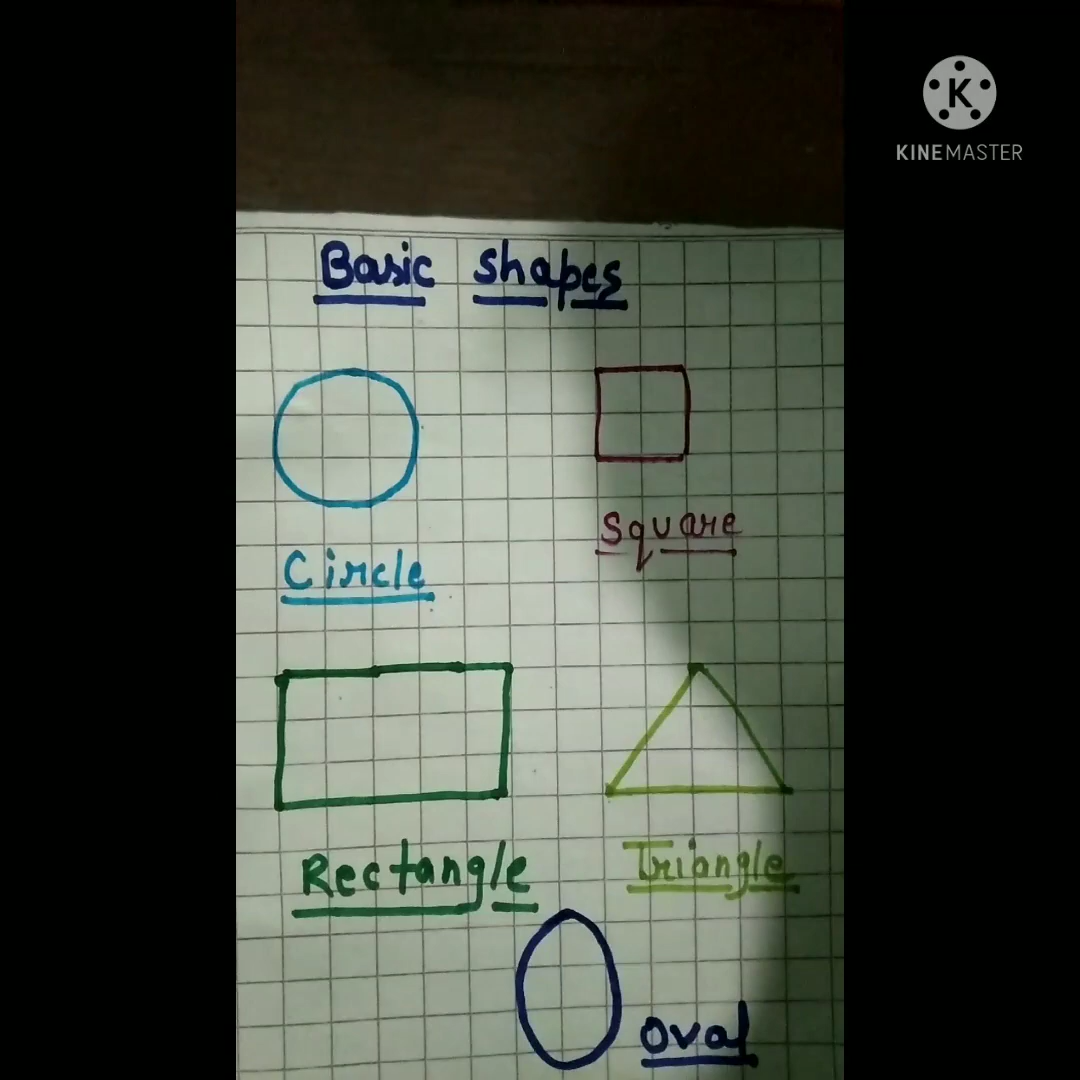 K
KINEMASTER
Basic shapes
Circle
Square
Rectangle
Triangle
oval